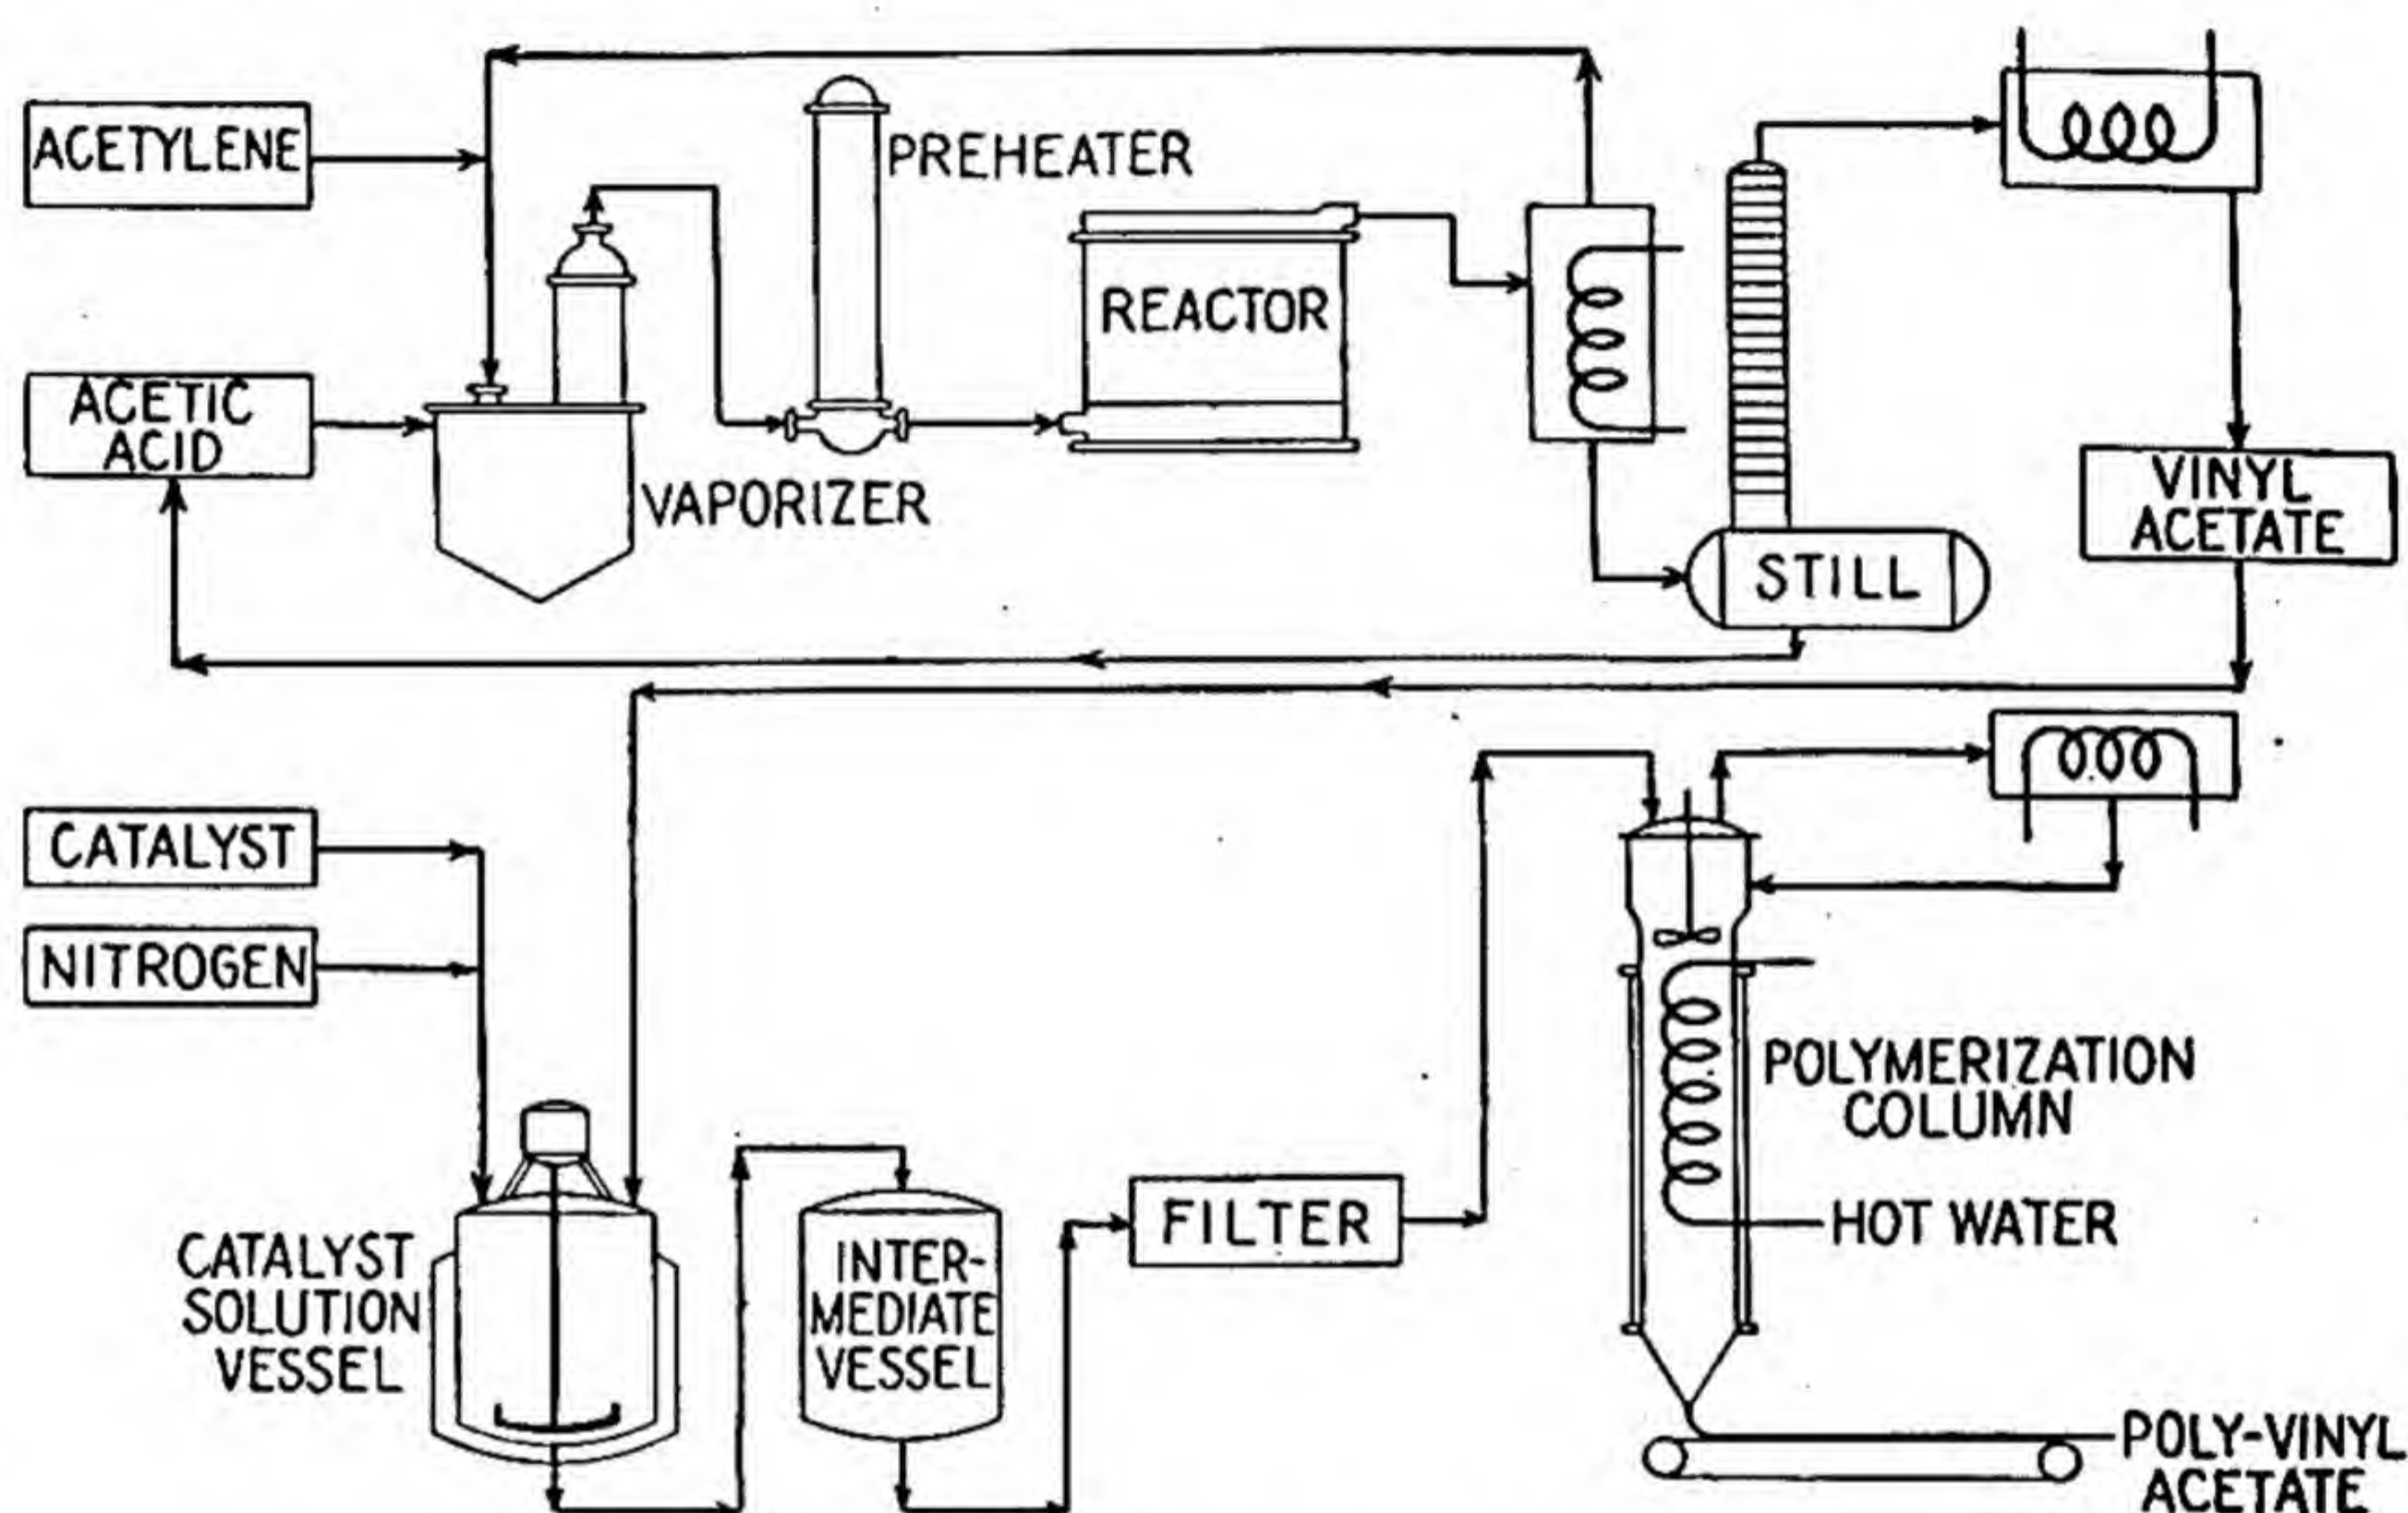 ACETYLENE
PREHEATER
REACTOR
ACETIC
ACID
VAPORIZER
STILL
VINYL
ACETATE
CATALYST
NITROGEN
POLYMERIZATION
COLUMN
HOT WATER
CATALYST
SOLUTION
VESSEL
INTER-
MEDIATE
VESSEL
FILTER
POLY-VINYL
ACETATE